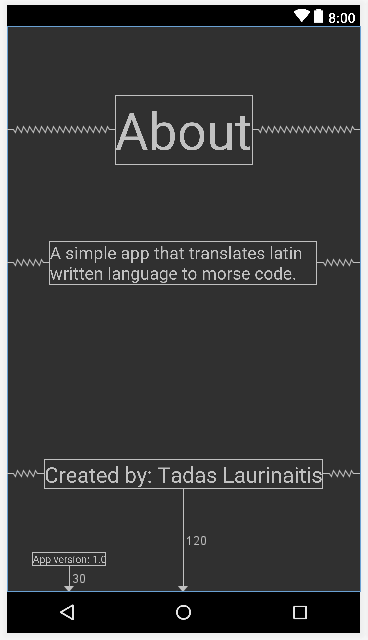 8:00
About
A simple app that translates latin
written language to morse code.
Created by: Tadas Laurinaitis
120
App version: 1.0
30